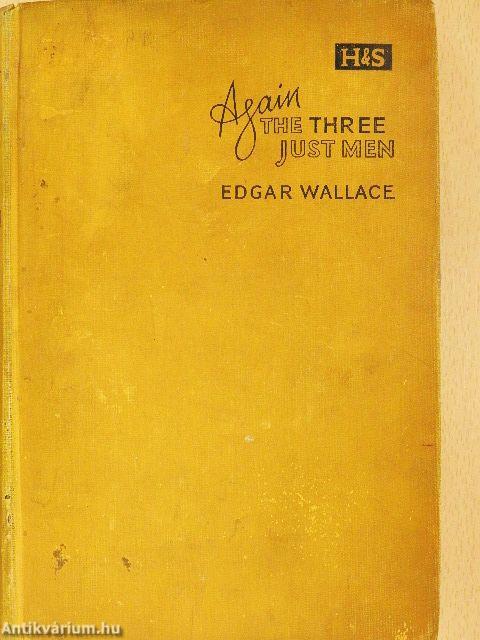 H&S
Again
THE THREE
JUST MEN
EDGAR WALLACE
Antikvárium.hu